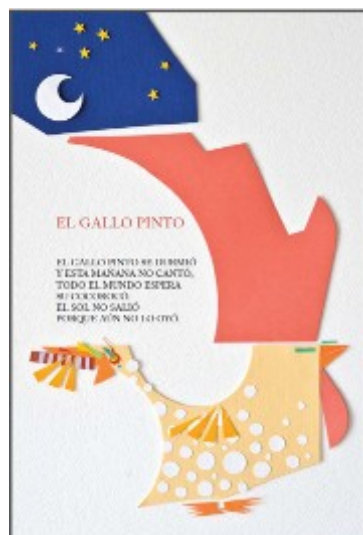 EL GALLO PINTO
EL GALLO PINTO SE DURMIÓ
Y ESTA MAÑANA NO CANTÓ,
TODO EL MUNDO ESPERA
SU COCOROCÓ;
EL SOL NO SALIÓ
PORQUE AÚN NO LO OYÓ.